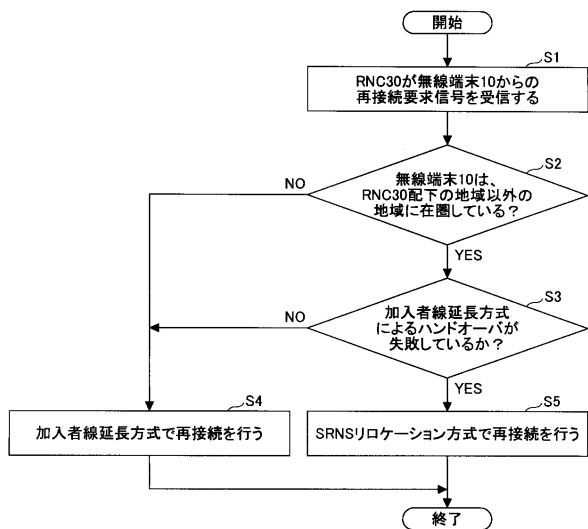 開始
S1
RNC30が無線端末10からの
再接続要求信号を受信する
S2
無線端末10は、
RNC30配下の地域以外の
地域に在圏している？
NO
YES
S3
加入者線延長方式
によるハンドオーバが
失敗しているか？
NO
YES
S4
加入者線延長方式で再接続を行う
S5
SRNSリロケーション方式で再接続を行う
終了